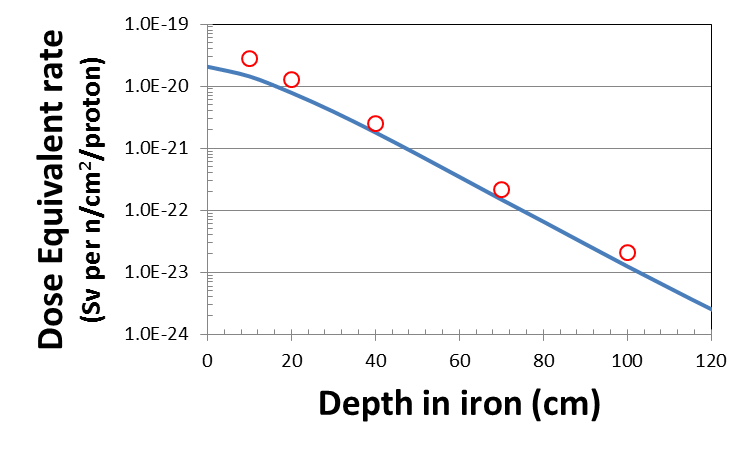 1.0E-19
1.0E-20
1.0E-21
1.0E-22
1.0E-23
1.0E-24
Dose Equivalent rate
(Sv per n/cm²/proton)
0 20 40 60 80 100 120
Depth in iron (cm)